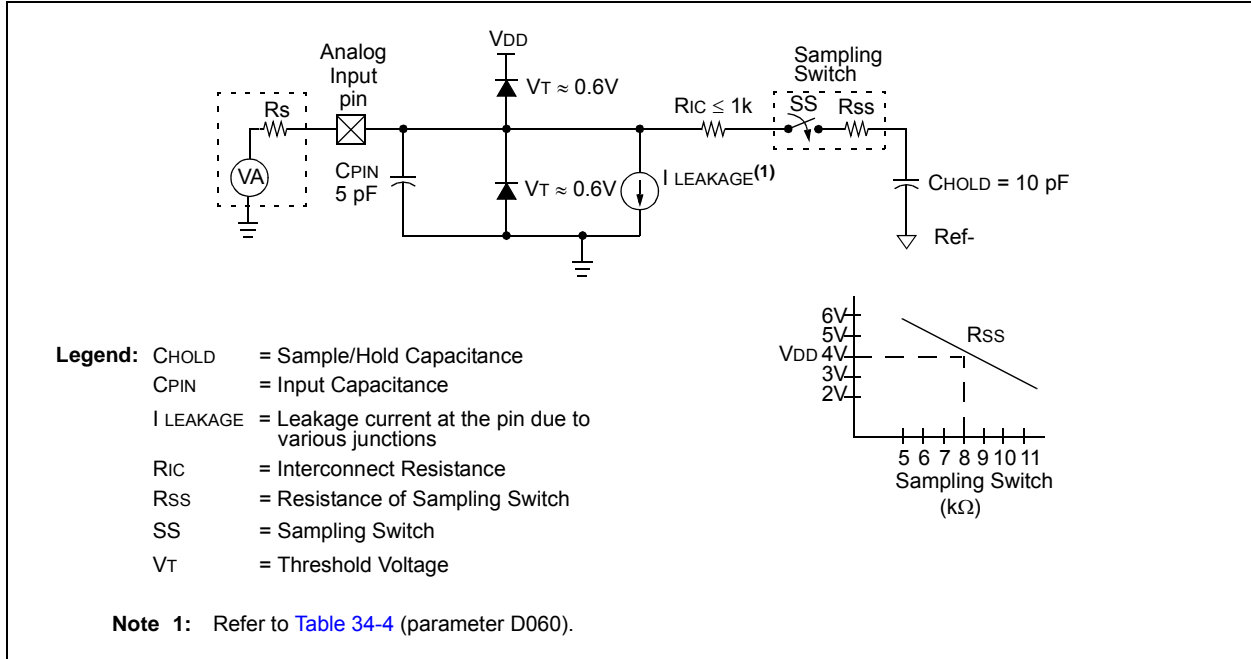 VDD
Sampling
Switch
Analog
Input
pin
VT ≈ 0.6V
Rs
RIC ≤ 1k
SS
Rss
VA
CPIN
5 pF
VT ≈ 0.6V
I LEAKAGE(1)
CHOLD = 10 pF
Ref-
6V
5V
VDD 4V
3V
2V
RSS
5 6 7 8 9 10 11
Sampling Switch
(kΩ)
Legend: CHOLD = Sample/Hold Capacitance
CPIN = Input Capacitance
I LEAKAGE = Leakage current at the pin due to
various junctions
RIC = Interconnect Resistance
RSS = Resistance of Sampling Switch
SS = Sampling Switch
VT = Threshold Voltage
Note 1: Refer to Table 34-4 (parameter D060).